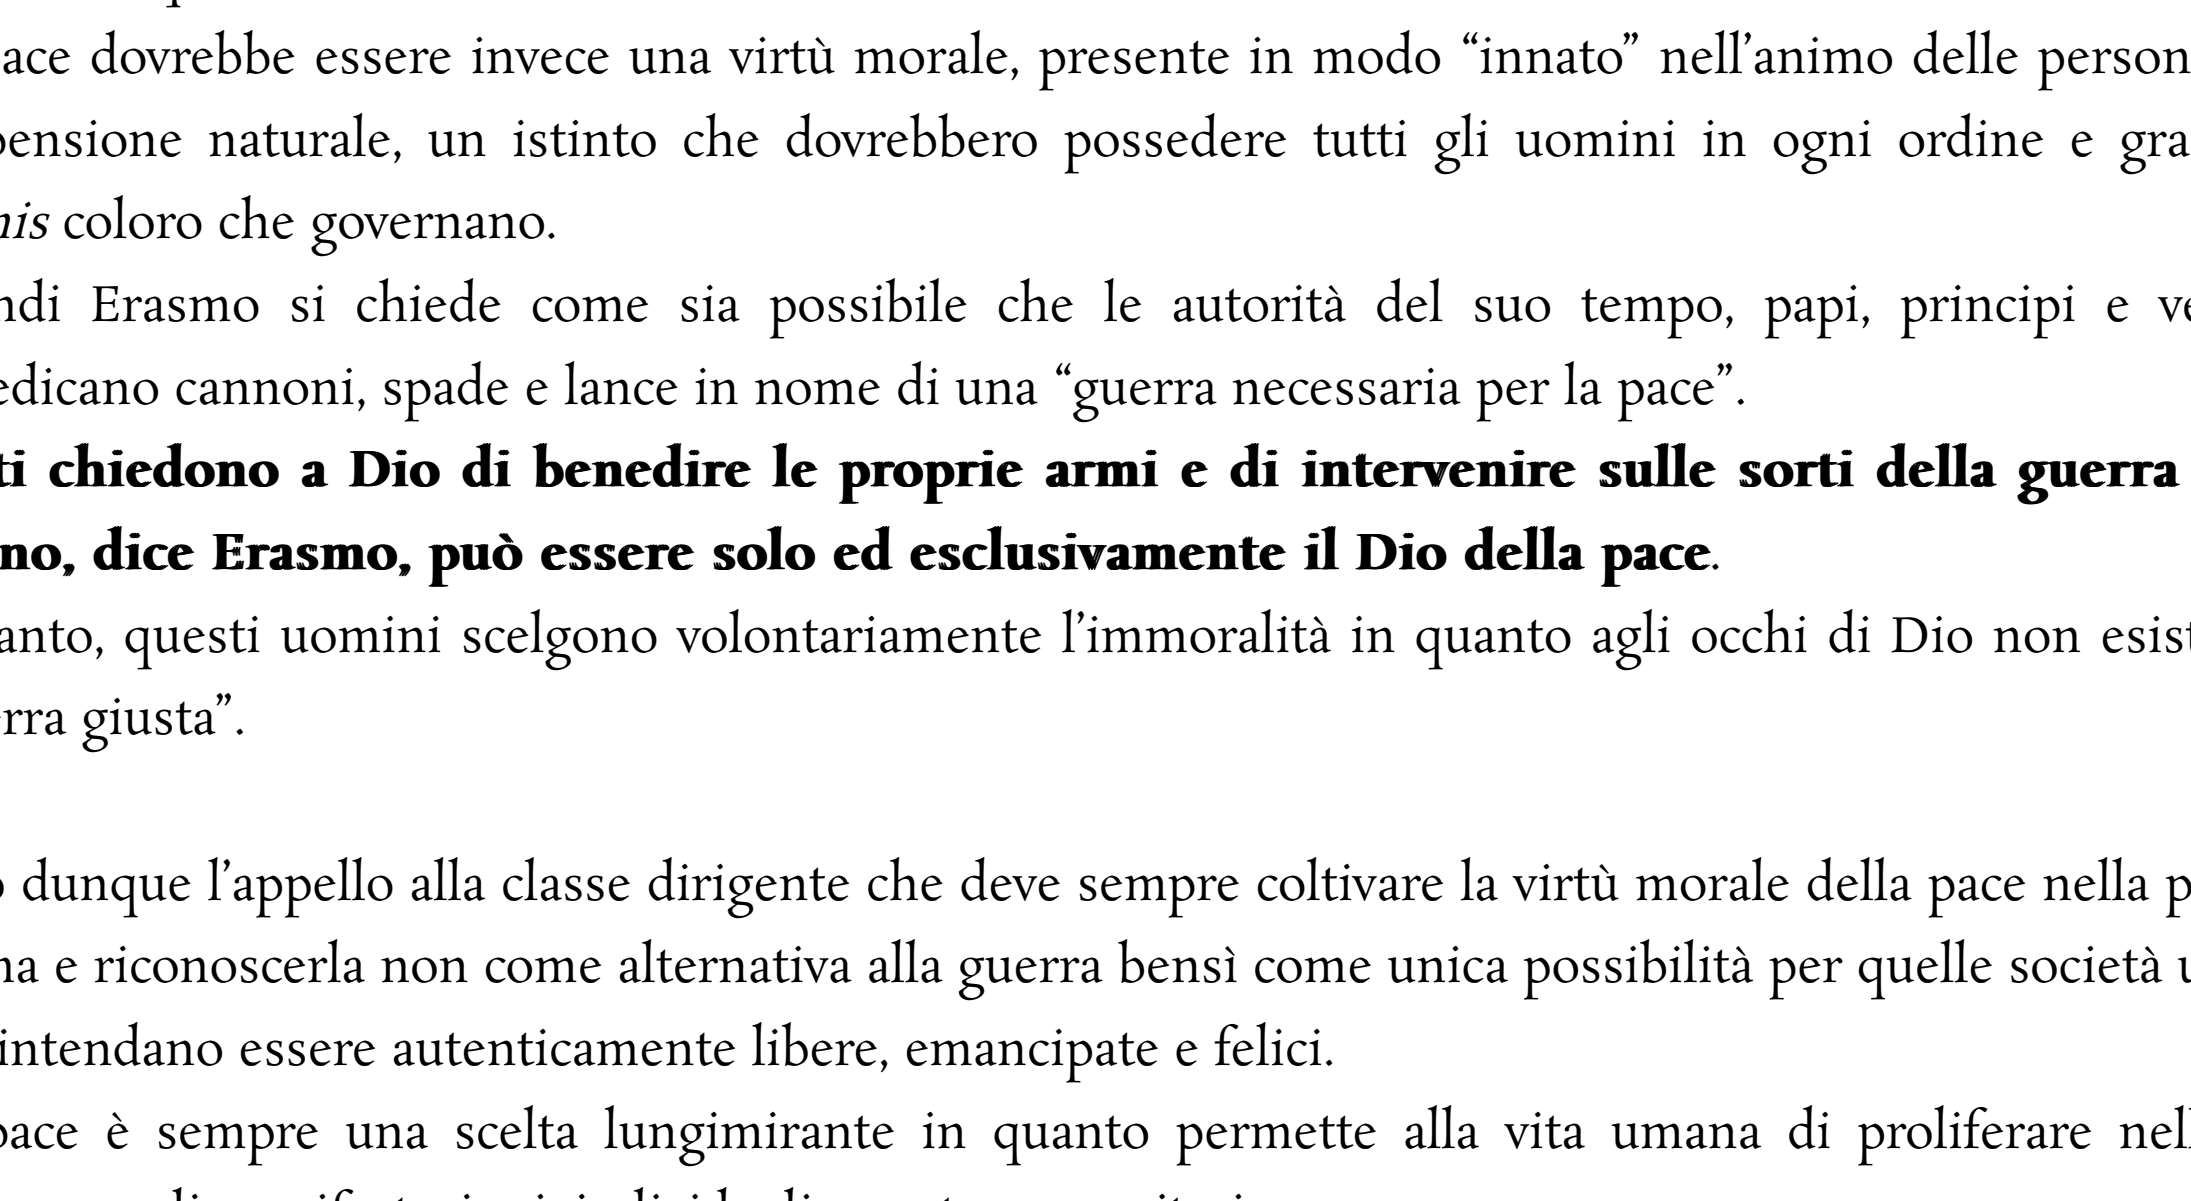 ace dovrebbe essere invece una virtù morale, presente in modo “innato” nell’animo delle person
pensione naturale, un istinto che dovrebbero possedere tutti gli uomini in ogni ordine e gra
nis coloro che governano.
ndi Erasmo si chiede come sia possibile che le autorità del suo tempo, papi, principi e ve
edicano cannoni, spade e lance in nome di una “guerra necessaria per la pace”.
ti chiedono a Dio di benedire le proprie armi e di intervenire sulle sorti della guerra
no, dice Erasmo, può essere solo ed esclusivamente il Dio della pace.
anto, questi uomini scelgono volontariamente l’immoralità in quanto agli occhi di Dio non esist
rra giusta”.
o dunque l’appello alla classe dirigente che deve sempre coltivare la virtù morale della pace nella p
na e riconoscerla non come alternativa alla guerra bensì come unica possibilità per quelle società u
intendano essere autenticamente libere, emancipate e felici.
pace è sempre una scelta lungimirante in quanto permette alla vita umana di proliferare nell